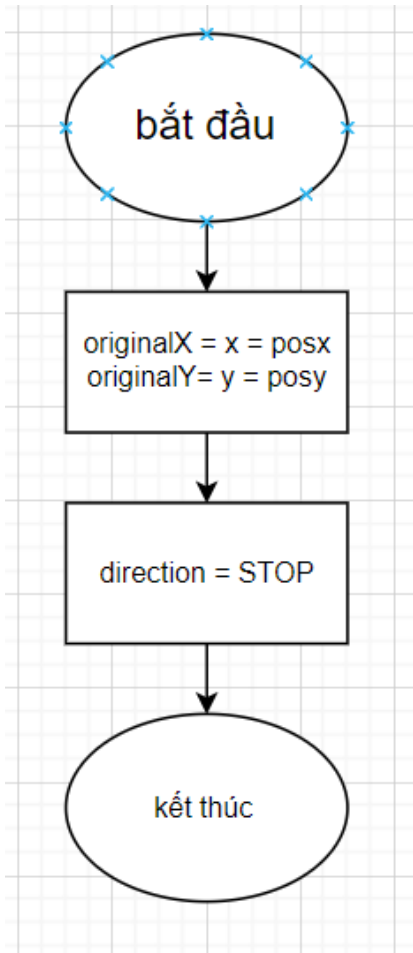 bắt đầu
originalX = x = posx
originalY= y = posy
direction = STOP
kết thúc